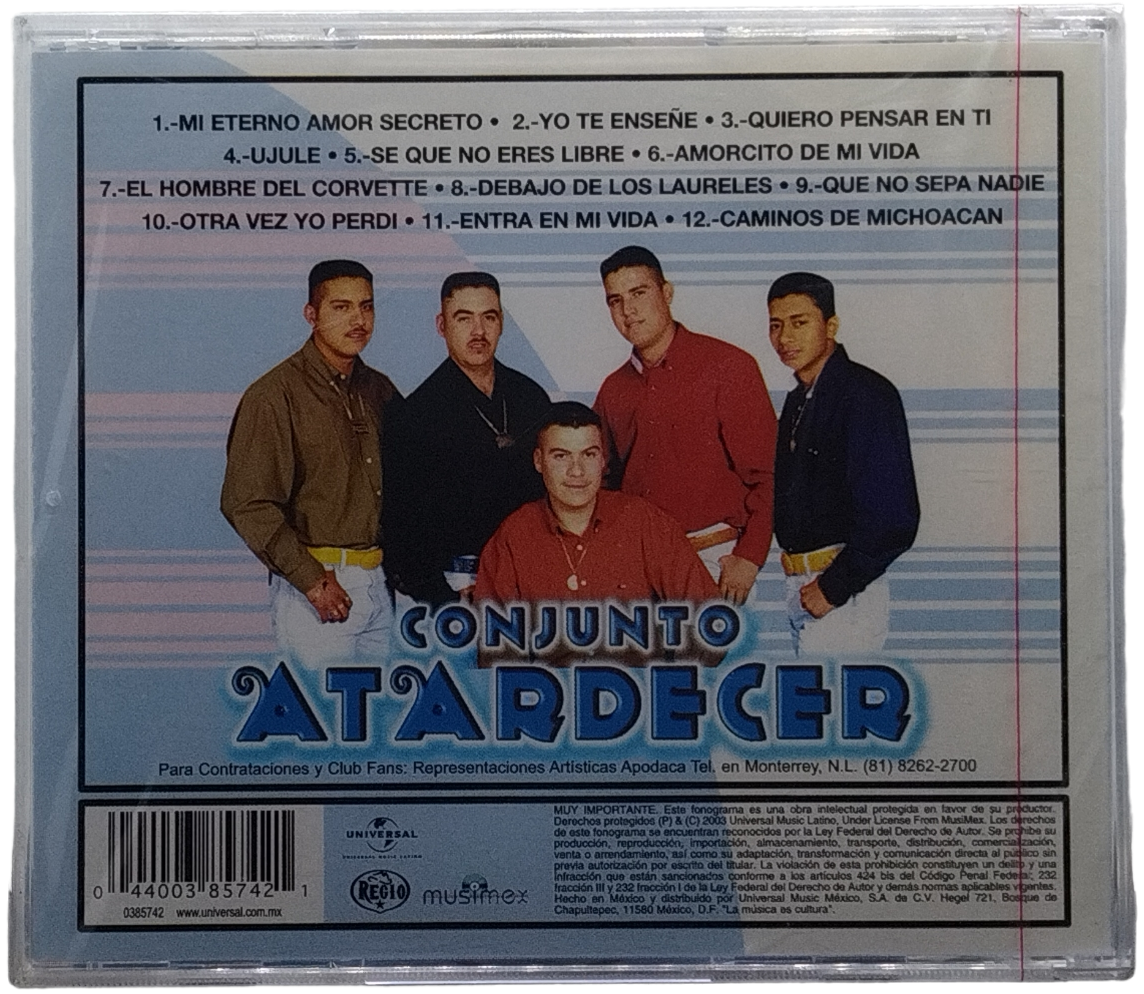 1.-MI ETERNO AMOR SECRETO • 2.-YO TE ENSEÑE • 3.-QUIERO PENSAR EN TI
4.-UJULE • 5.-SE QUE NO ERES LIBRE • 6.-AMORCITO DE MI VIDA
7.-EL HOMBRE DEL CORVETTE • 8.-DEBAJO DE LOS LAURELES • 9.-QUE NO SEPA NADIE
10.-OTRA VEZ YO PERDI • 11.-ENTRA EN MI VIDA • 12.-CAMINOS DE MICHOACAN
CONJUNTO
ATARDECER
Para Contrataciones y Club Fans: Representaciones Artísticas Apodaca Tel. en Monterrey, N.L. (81) 8262-2700
0 44003 85742 1
0385742 www.universal.com.mx
UNIVERSAL
UNIVERSAL MUSIC LATINO
REGIO
musimex
MUY IMPORTANTE. Este fonograma es una obra intelectual protegida en favor de su productor.
Derechos protegidos (P) & (C) 2003 Universal Music Latino, Under License From MusiMex. Los derechos
de este fonograma se encuentran reconocidos por la Ley Federal del Derecho de Autor. Se prohibe su
producción, reproducción, importación, almacenamiento, transporte, distribución, comercialización,
venta o arrendamiento, así como su adaptación, transformación y comunicación directa al público sin
previa autorización por escrito del titular. La violación de esta prohibición constituyen un delito y una
infracción que están sancionados conforme a los artículos 424 bis del Código Penal Federal; 232
fracción III y 232 fracción I de la Ley Federal del Derecho de Autor y demás normas aplicables vigentes.
Hecho en México y distribuido por Universal Music México, S.A. de C.V. Hegel 721, Bosque de
Chapultepec, 11580 México, D.F. "La música es cultura".